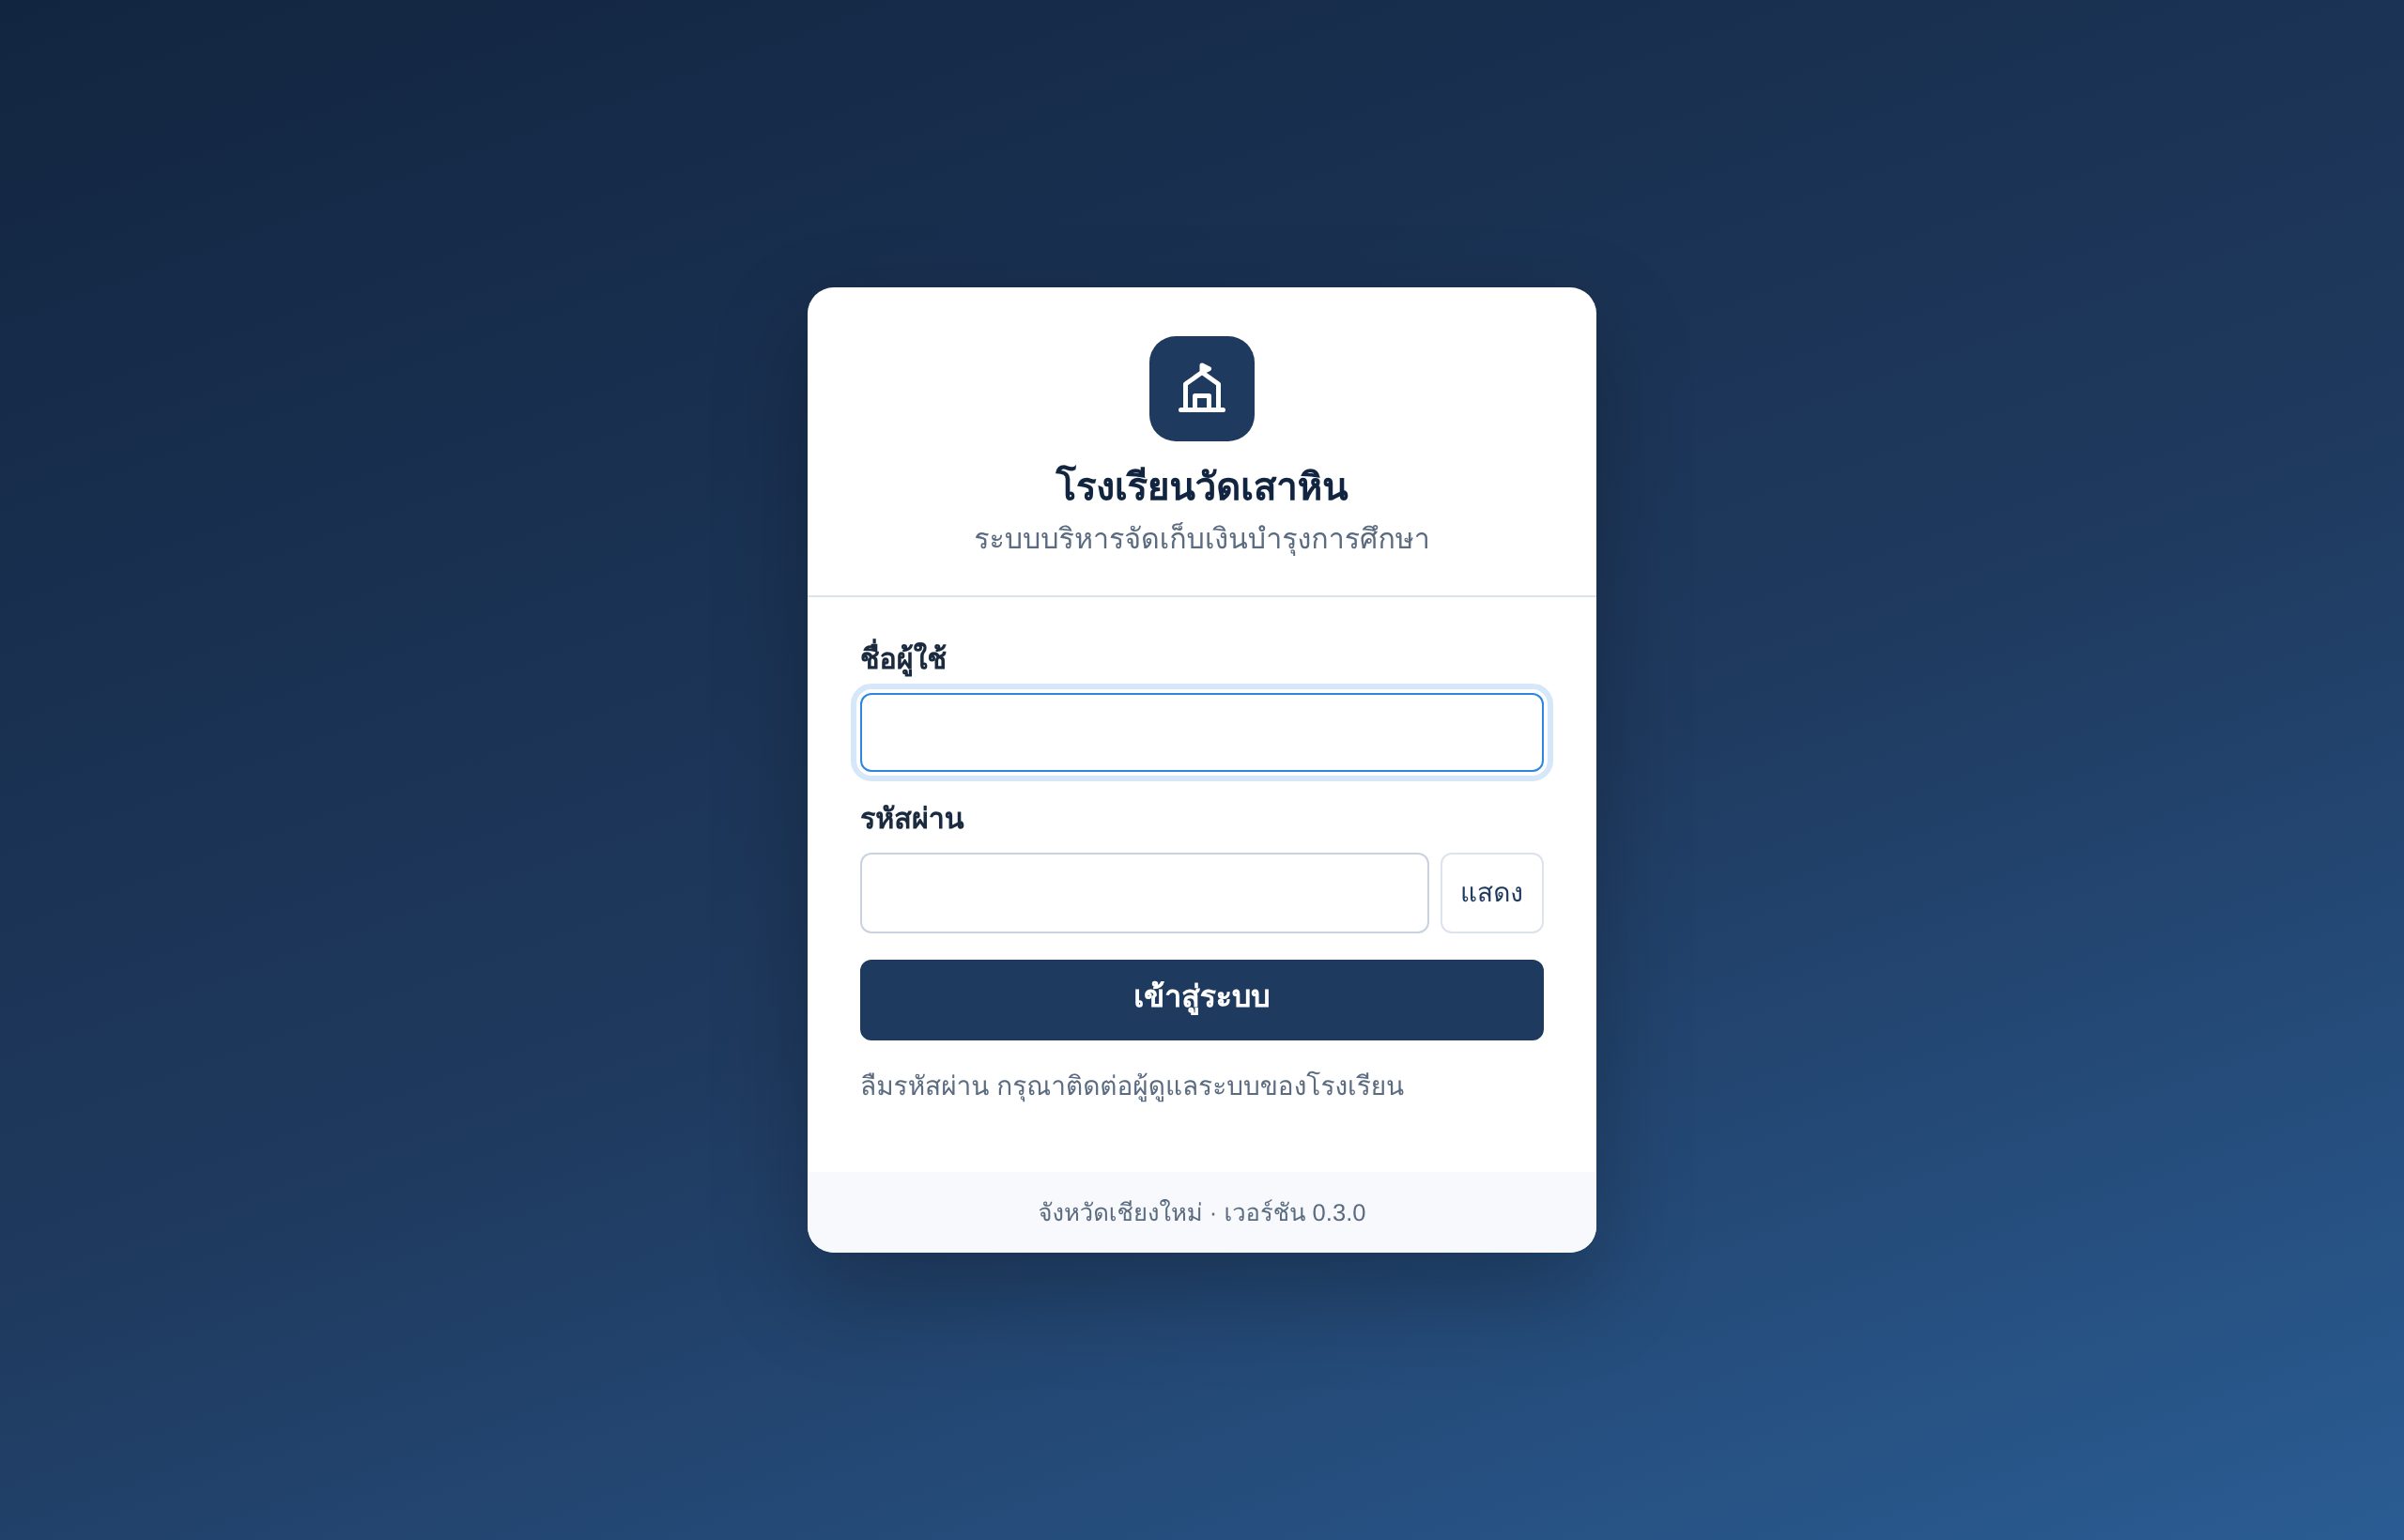 โรงเรียนวัดเสาหิน
ระบบบริหารจัดเก็บเงินบำรุงการศึกษา
ชื่อผู้ใช้
รหัสผ่าน
แสดง
เข้าสู่ระบบ
ลืมรหัสผ่าน กรุณาติดต่อผู้ดูแลระบบของโรงเรียน
จังหวัดเชียงใหม่ · เวอร์ชัน 0.3.0